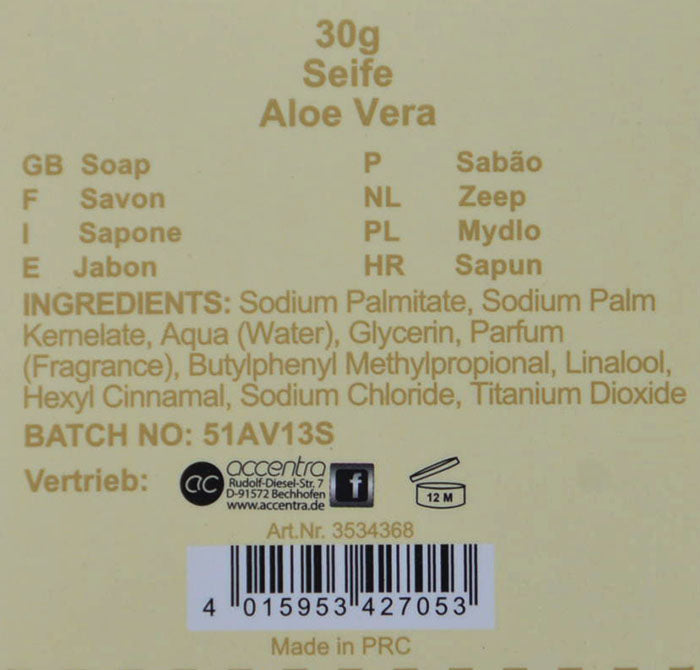 30g
Seife
Aloe Vera
GB Soap P Sabão
F Savon NL Zeep
I Sapone PL Mydlo
E Jabon HR Sapun
INGREDIENTS: Sodium Palmitate, Sodium Palm
Kernelate, Aqua (Water), Glycerin, Parfum
(Fragrance), Butylphenyl Methylpropional, Linalool,
Hexyl Cinnamal, Sodium Chloride, Titanium Dioxide
BATCH NO: 51AV13S
Vertrieb: ac accentra f 12 M
Rudolf-Diesel-Str. 7
D-91572 Bechhofen
www.accentra.de
Art.Nr. 3534368
4 015953 427053
Made in PRC